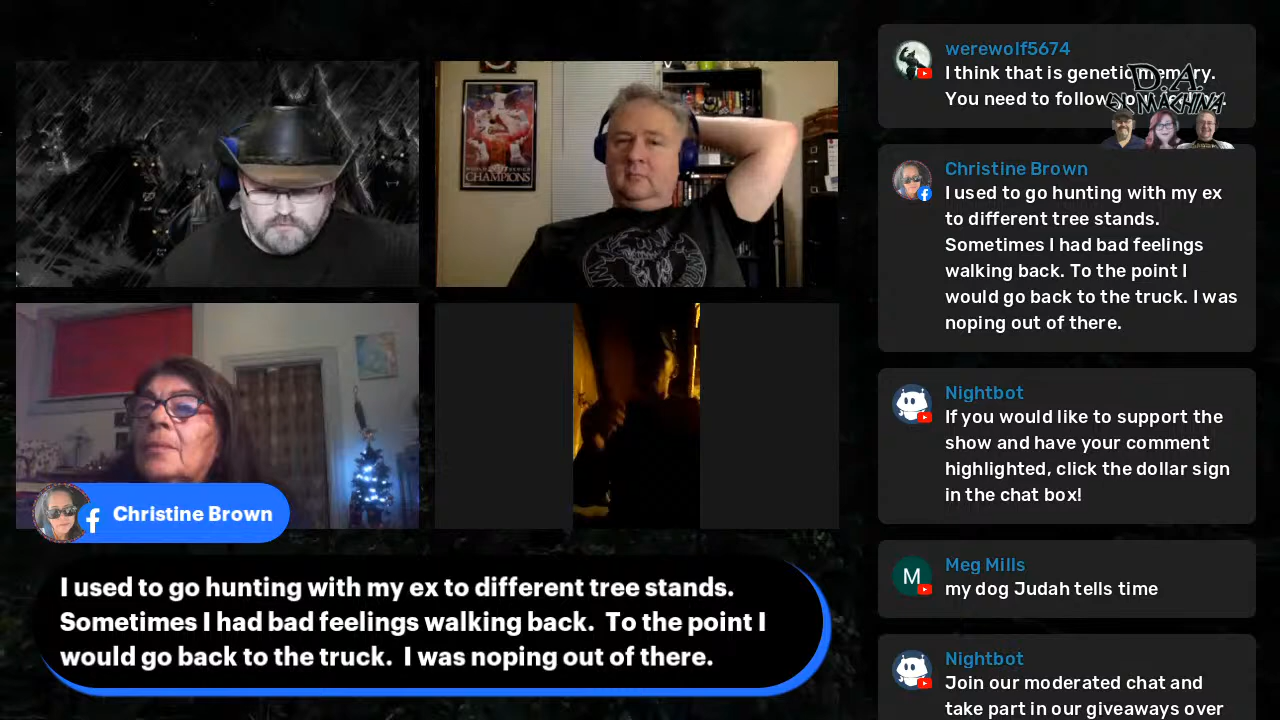 werewolf5674
I think that is genetic memory.
You need to follow
D.A.
EX MACHINA
Christine Brown
I used to go hunting with my ex
to different tree stands.
Sometimes I had bad feelings
walking back. To the point I
would go back to the truck. I was
noping out of there.
Nightbot
If you would like to support the
show and have your comment
highlighted, click the dollar sign
in the chat box!
M
Meg Mills
my dog Judah tells time
Nightbot
Join our moderated chat and
take part in our giveaways over
CHAMPIONS
Christine Brown
I used to go hunting with my ex to different tree stands.
Sometimes I had bad feelings walking back. To the point I
would go back to the truck. I was noping out of there.